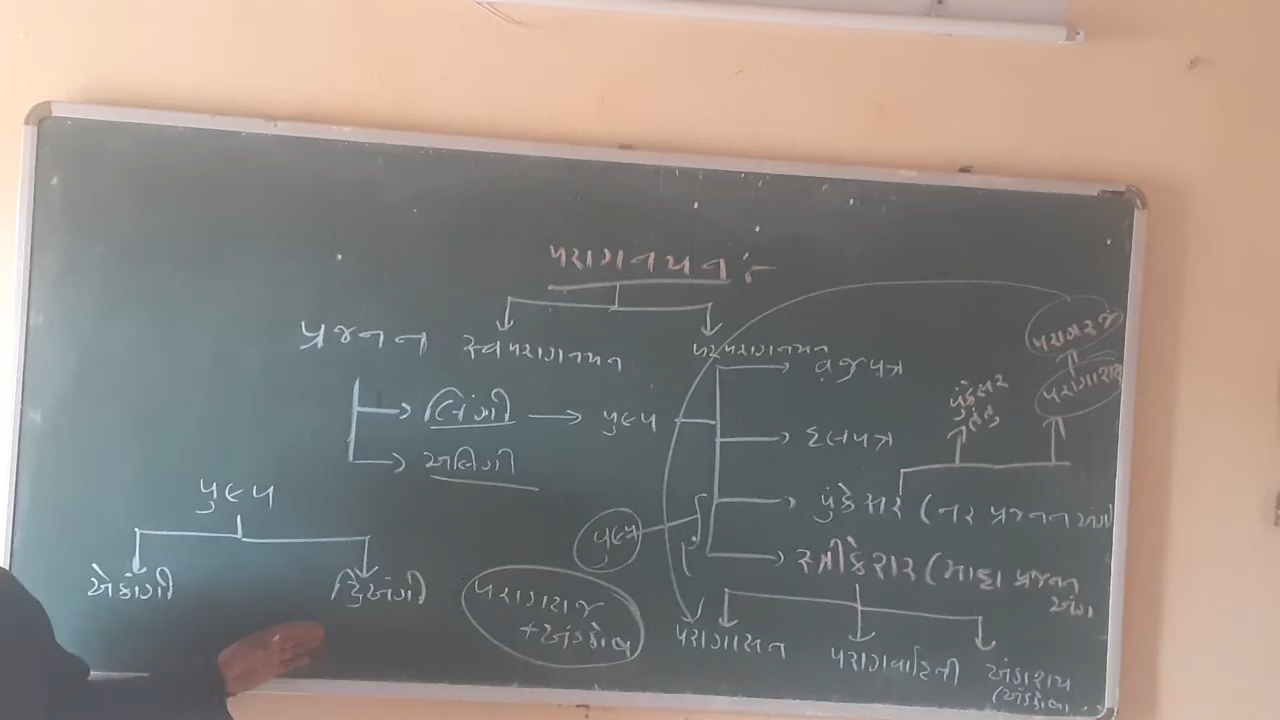 પરાગનયન :-
પ્રજનન
સ્વપરાગનયન
પરપરાગનયન
લિંગી
પુષ્પ
અલિંગી
વજ્રપત્ર
દલપત્ર
પુંકેસર (નર પ્રજનન અંગ)
સ્ત્રીકેસર (માદા પ્રજનન
અંગ
પુંકેસર
તંતુ
પરાગરજ
પરાગાશય
પુષ્પ
એકાંગી
દ્વિઅંગી
પુષ્પ
પરાગરજ
+ અંડકોષ
પરાગાસન
પરાગવાહિની
અંડાશય
(અંડકોષ